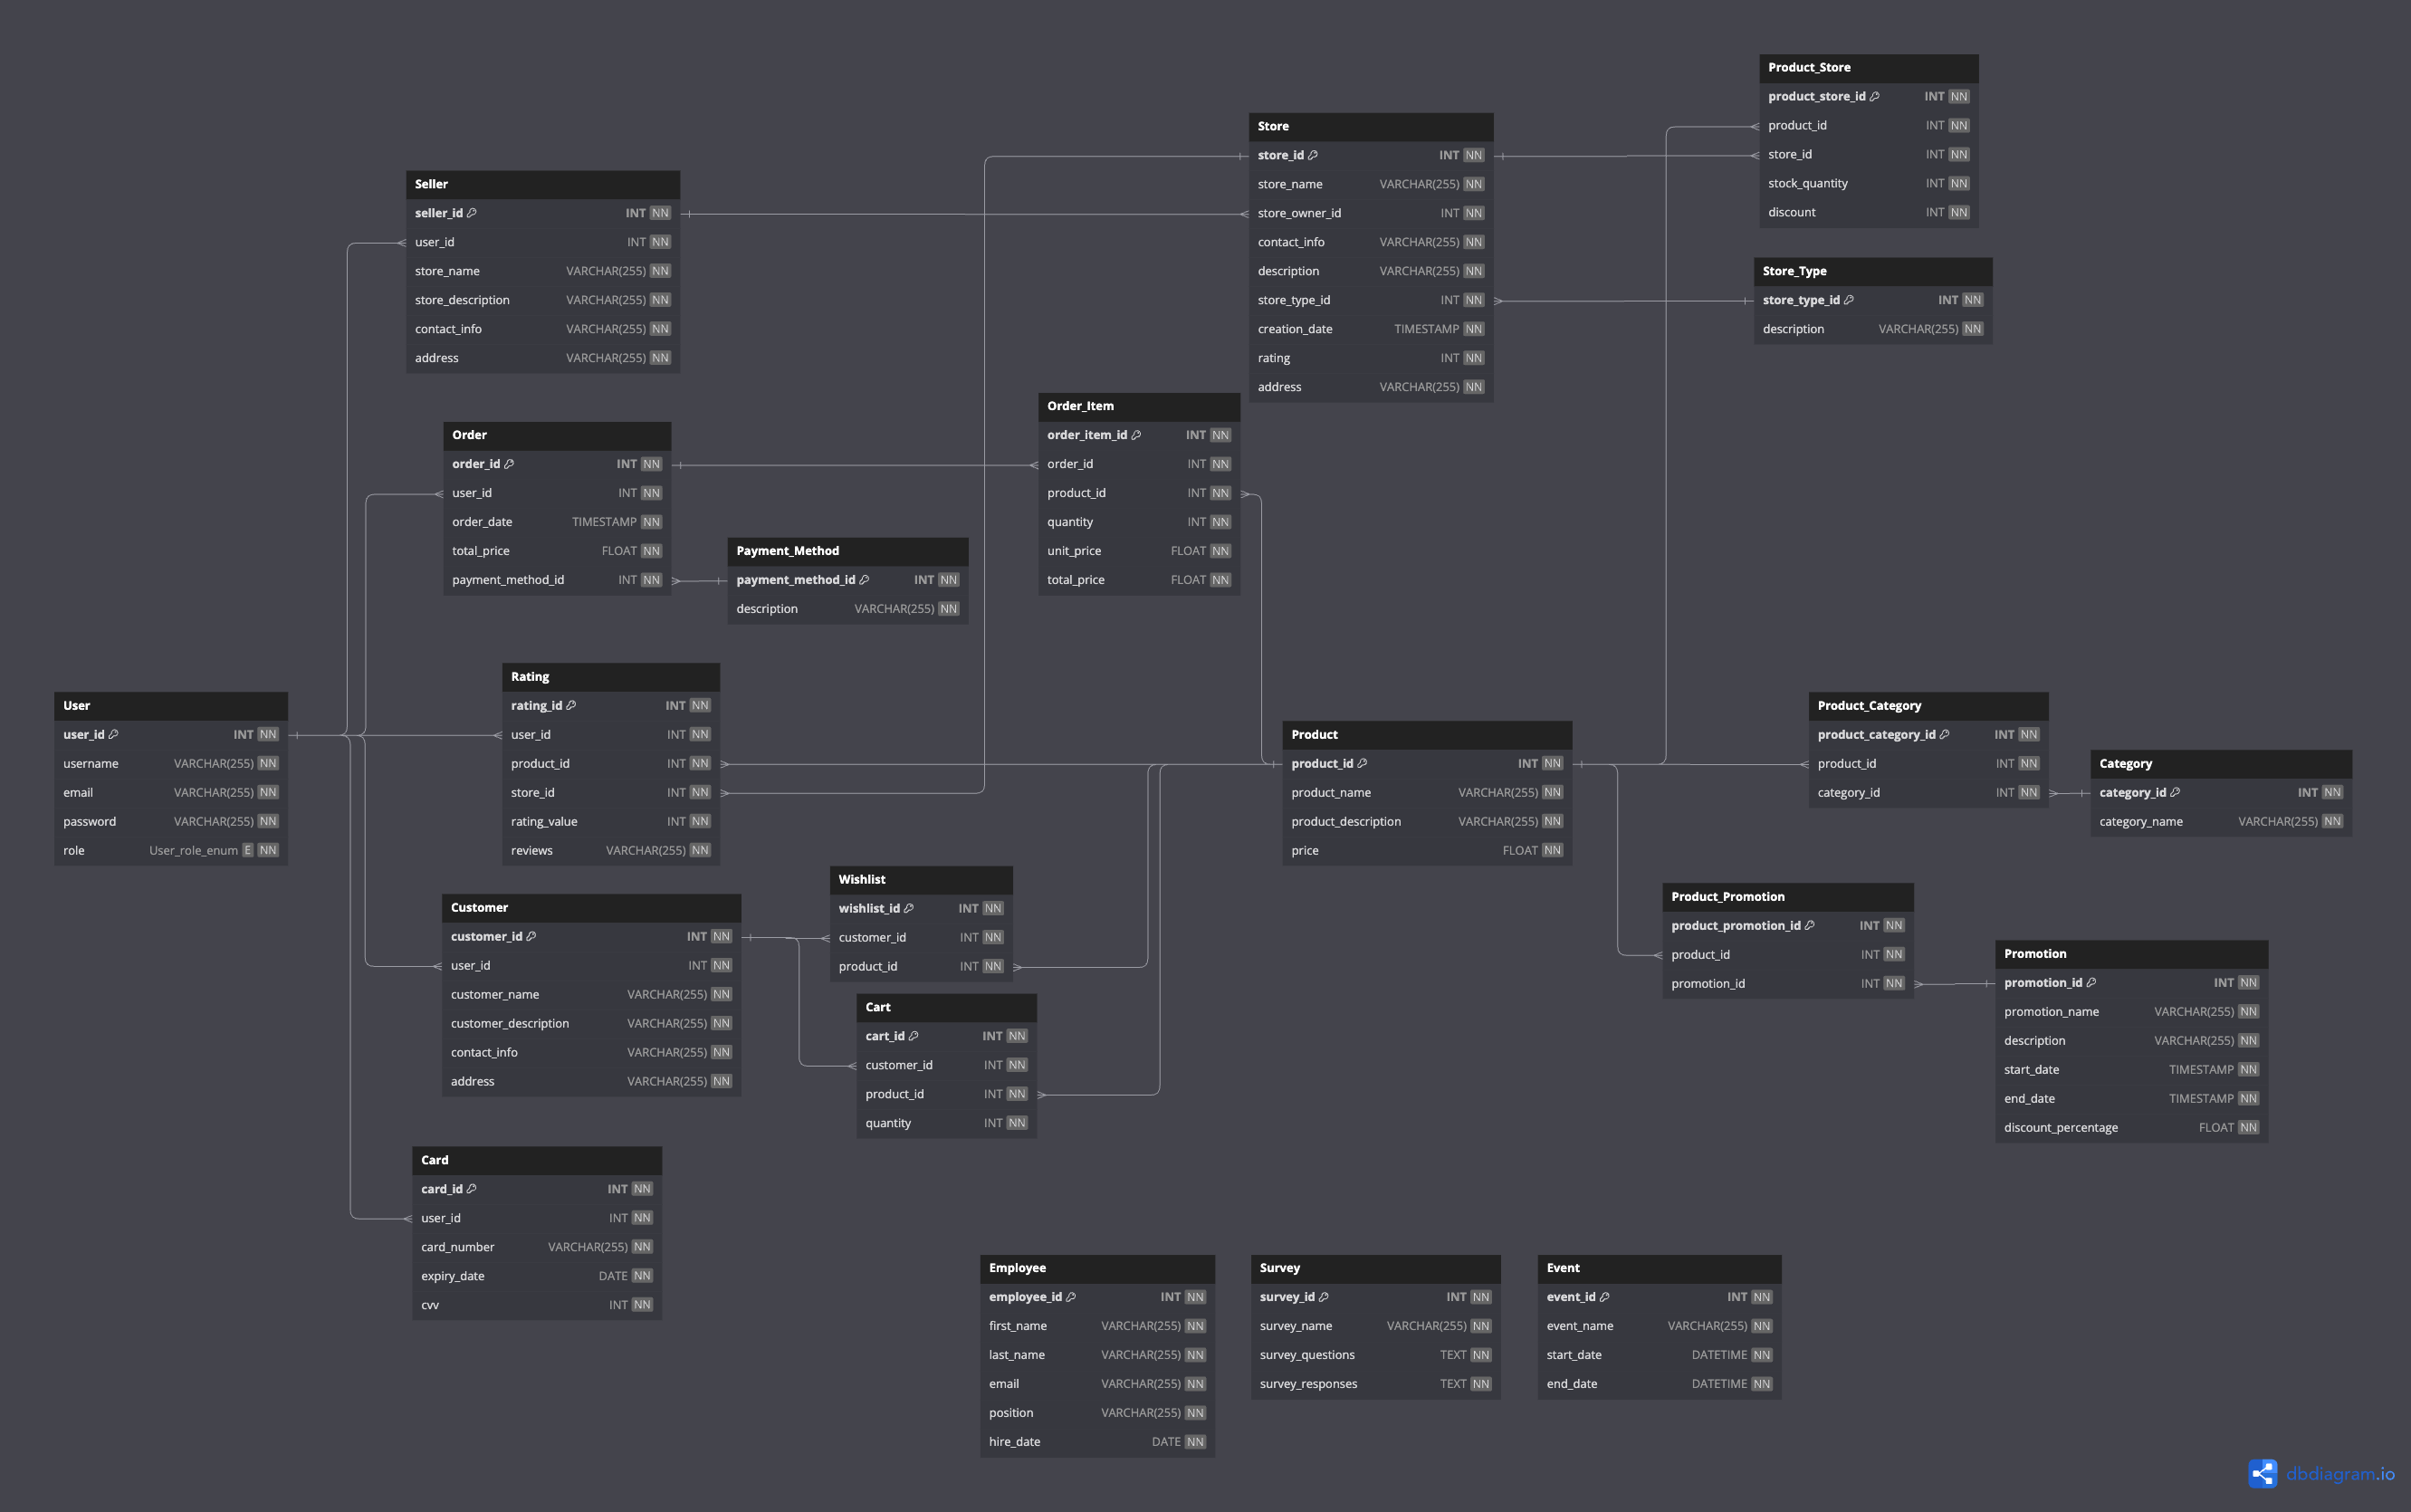 Product_Store
product_store_id INT NN
product_id INT NN
store_id INT NN
stock_quantity INT NN
discount INT NN
Store
store_id INT NN
store_name VARCHAR(255) NN
store_owner_id INT NN
contact_info VARCHAR(255) NN
description VARCHAR(255) NN
store_type_id INT NN
creation_date TIMESTAMP NN
rating INT NN
address VARCHAR(255) NN
Seller
seller_id INT NN
user_id INT NN
store_name VARCHAR(255) NN
store_description VARCHAR(255) NN
contact_info VARCHAR(255) NN
address VARCHAR(255) NN
Store_Type
store_type_id INT NN
description VARCHAR(255) NN
Order
order_id INT NN
user_id INT NN
order_date TIMESTAMP NN
total_price FLOAT NN
payment_method_id INT NN
Order_Item
order_item_id INT NN
order_id INT NN
product_id INT NN
quantity INT NN
unit_price FLOAT NN
total_price FLOAT NN
Payment_Method
payment_method_id INT NN
description VARCHAR(255) NN
User
user_id INT NN
username VARCHAR(255) NN
email VARCHAR(255) NN
password VARCHAR(255) NN
role User_role_enum E NN
Rating
rating_id INT NN
user_id INT NN
product_id INT NN
store_id INT NN
rating_value INT NN
reviews VARCHAR(255) NN
Product
product_id INT NN
product_name VARCHAR(255) NN
product_description VARCHAR(255) NN
price FLOAT NN
Product_Category
product_category_id INT NN
product_id INT NN
category_id INT NN
Category
category_id INT NN
category_name VARCHAR(255) NN
Wishlist
wishlist_id INT NN
customer_id INT NN
product_id INT NN
Customer
customer_id INT NN
user_id INT NN
customer_name VARCHAR(255) NN
customer_description VARCHAR(255) NN
contact_info VARCHAR(255) NN
address VARCHAR(255) NN
Cart
cart_id INT NN
customer_id INT NN
product_id INT NN
quantity INT NN
Product_Promotion
product_promotion_id INT NN
product_id INT NN
promotion_id INT NN
Promotion
promotion_id INT NN
promotion_name VARCHAR(255) NN
description VARCHAR(255) NN
start_date TIMESTAMP NN
end_date TIMESTAMP NN
discount_percentage FLOAT NN
Card
card_id INT NN
user_id INT NN
card_number VARCHAR(255) NN
expiry_date DATE NN
cvv INT NN
Employee
employee_id INT NN
first_name VARCHAR(255) NN
last_name VARCHAR(255) NN
email VARCHAR(255) NN
position VARCHAR(255) NN
hire_date DATE NN
Survey
survey_id INT NN
survey_name VARCHAR(255) NN
survey_questions TEXT NN
survey_responses TEXT NN
Event
event_id INT NN
event_name VARCHAR(255) NN
start_date DATETIME NN
end_date DATETIME NN
dbdiagram.io